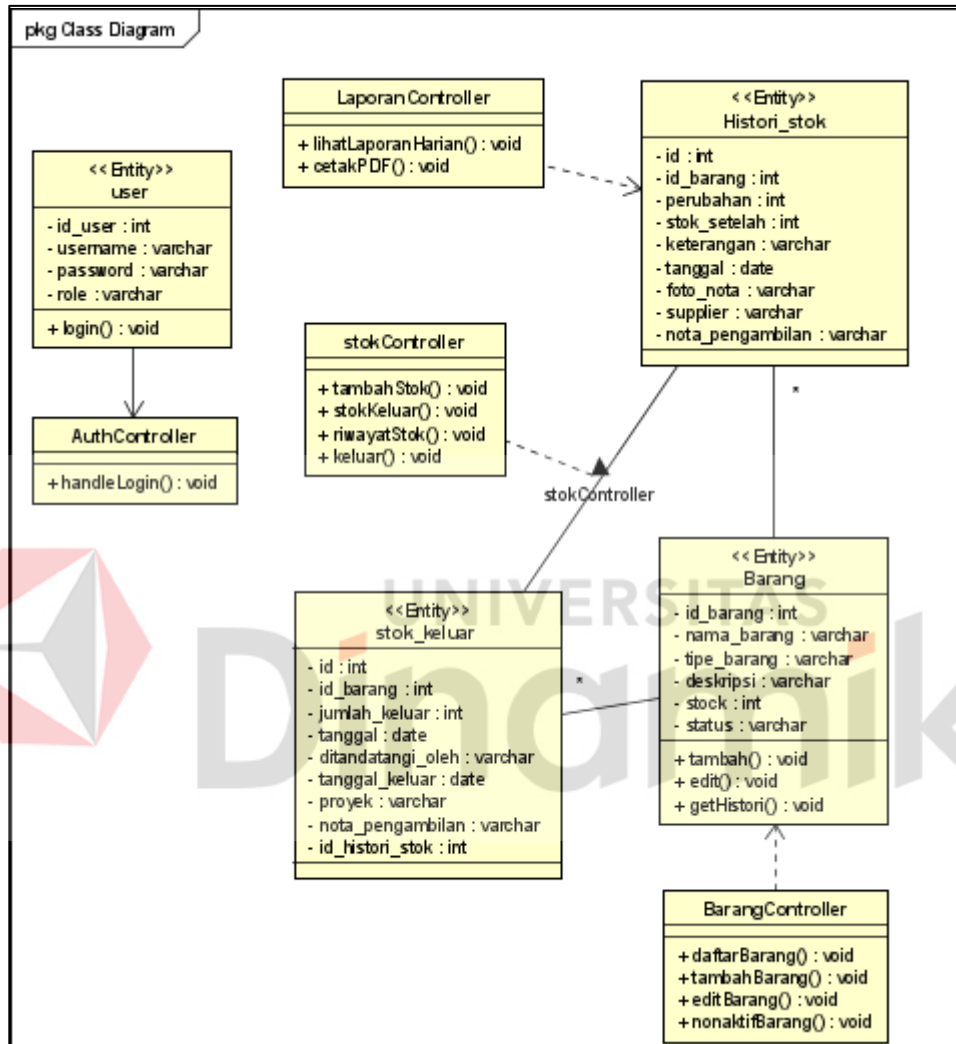 pkg Class Diagram
LaporanController
+ lihatLaporanHarian() : void
+ cetakPDF() : void
<<Entity>>
Histori_stok
- id : int
- id_barang : int
- perubahan : int
- stok_setelah : int
- keterangan : varchar
- tanggal : date
- foto_nota : varchar
- supplier : varchar
- nota_pengambilan : varchar
<<Entity>>
user
- id_user : int
- username : varchar
- password : varchar
- role : varchar
+ login() : void
stokController
+ tambahStok() : void
+ stokKeluar() : void
+ riwayatStok() : void
+ keluar() : void
*
AuthController
+ handleLogin() : void
stokController
UNIVERSITAS
Dinamik
<<Entity>>
Barang
- id_barang : int
- nama_barang : varchar
- tipe_barang : varchar
- deskripsi : varchar
- stock : int
- status : varchar
+ tambah() : void
+ edit() : void
+ getHistori() : void
<<Entity>>
stok_keluar
- id : int
- id_barang : int
- jumlah_keluar : int
- tanggal : date
- ditandatangi_oleh : varchar
- tanggal_keluar : date
- proyek : varchar
- nota_pengambilan : varchar
- id_histori_stok : int
*
BarangController
+ daftarBarang() : void
+ tambahBarang() : void
+ editBarang() : void
+ nonaktifBarang() : void